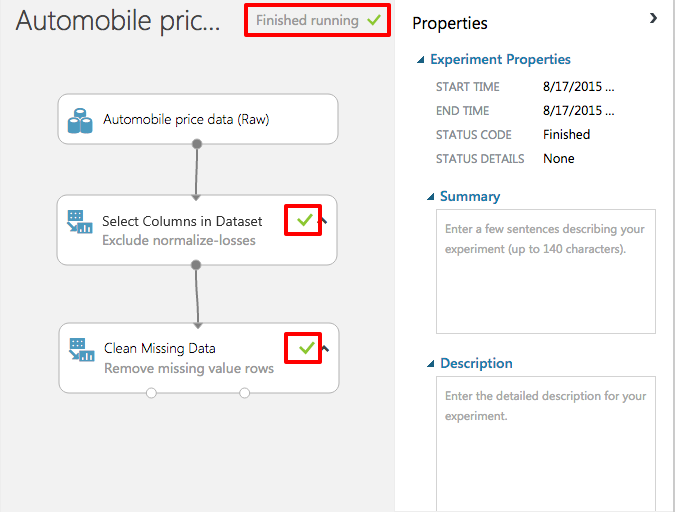 Automobile pric...
Finished running
Automobile price data (Raw)
Select Columns in Dataset
Exclude normalize-losses
Clean Missing Data
Remove missing value rows
Properties
Experiment Properties
START TIME 8/17/2015 ...
END TIME 8/17/2015 ...
STATUS CODE Finished
STATUS DETAILS None
Summary
Enter a few sentences describing your
experiment (up to 140 characters).
Description
Enter the detailed description for your
experiment.